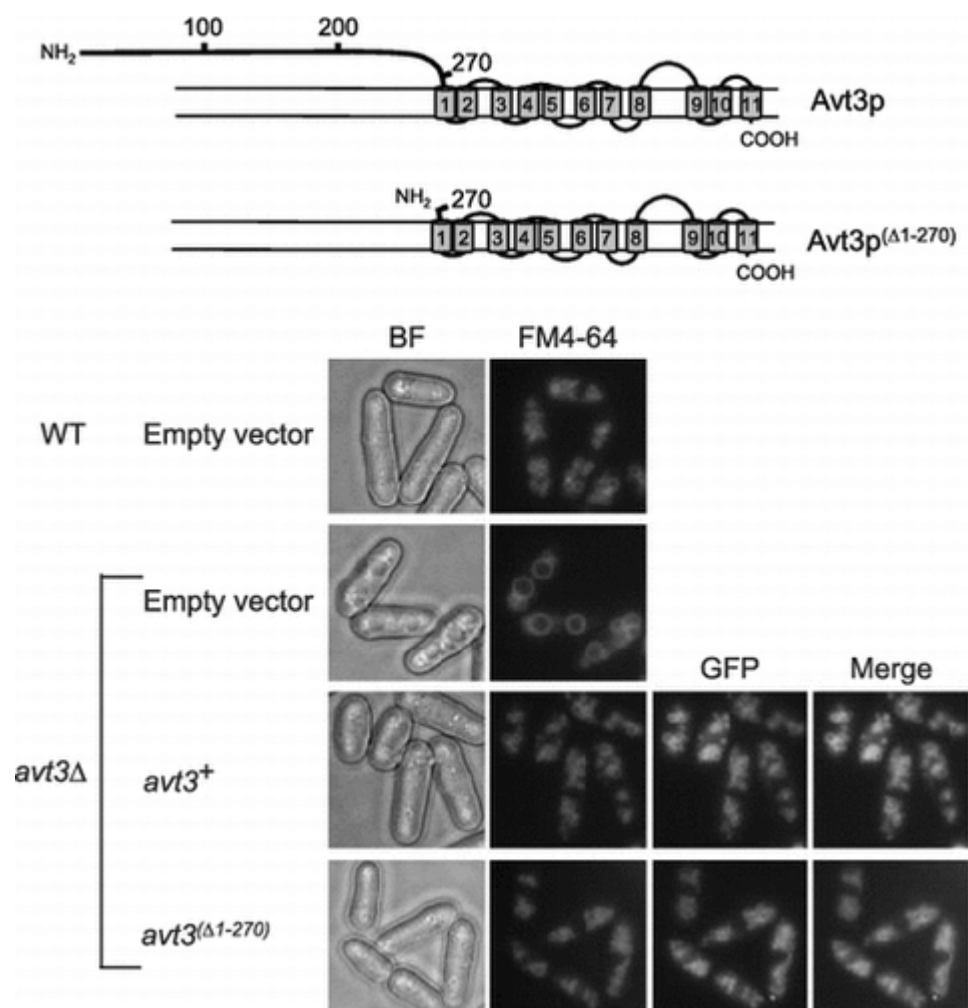 100 200
NH2
270
1 2 3 4 5 6 7 8 9 10 11
Avt3p
COOH
NH2 270
1 2 3 4 5 6 7 8 9 10 11
Avt3p(Δ1-270)
COOH
BF FM4-64
WT Empty vector
Empty vector
GFP Merge
avt3Δ avt3+
avt3(Δ1-270)